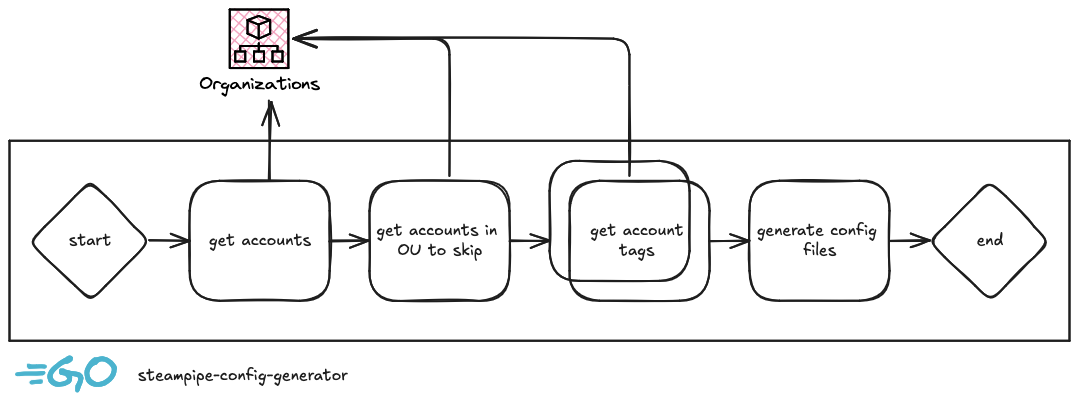 Organizations
start
get accounts
get accounts in
OU to skip
get account
tags
generate config
files
end
GO
steampipe-config-generator